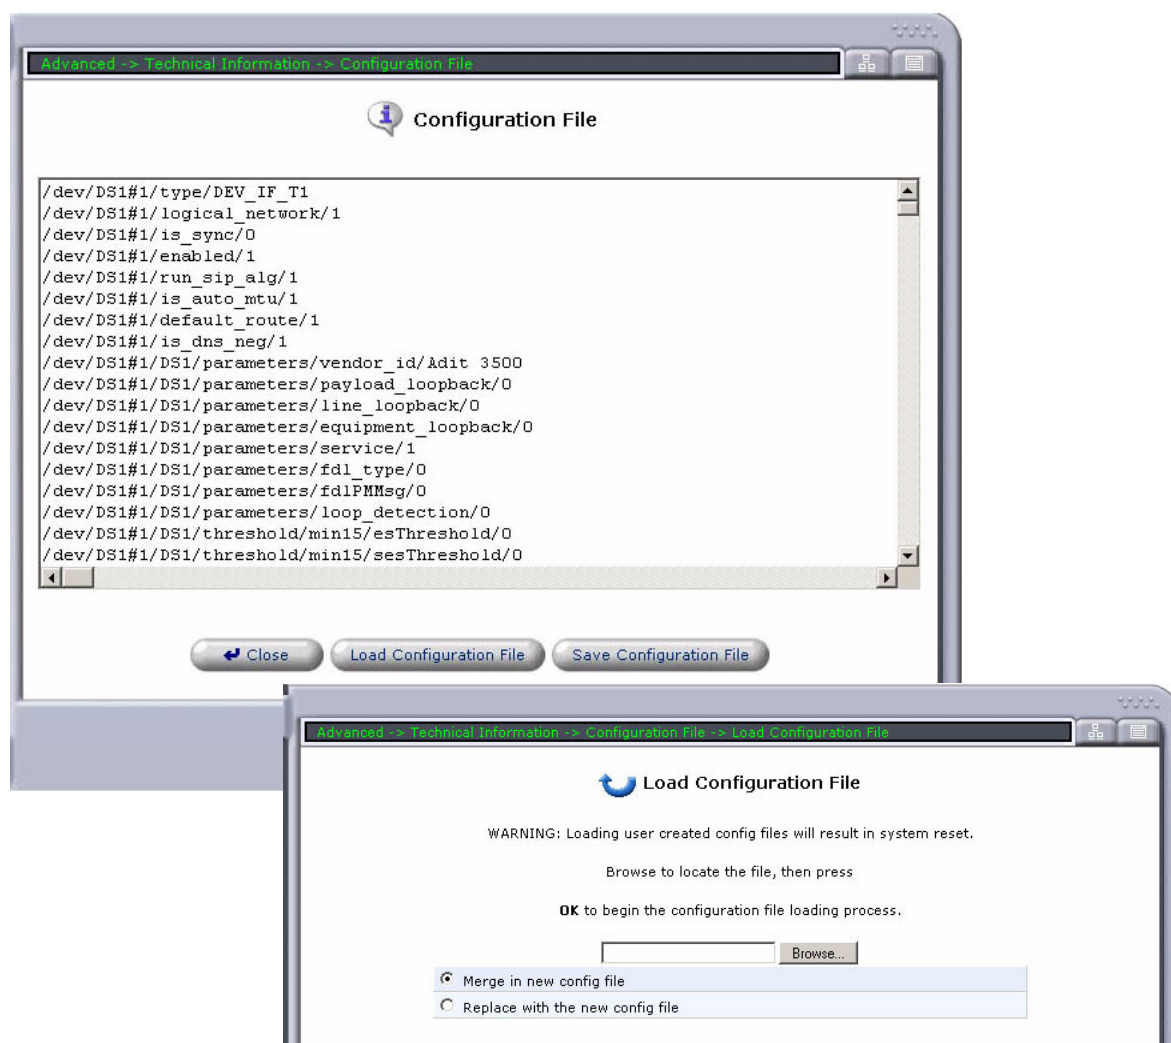 Advanced -> Technical Information -> Configuration File
Configuration File
/dev/DS1#1/type/DEV_IF_T1
/dev/DS1#1/logical_network/1
/dev/DS1#1/is_sync/0
/dev/DS1#1/enabled/1
/dev/DS1#1/run_sip_alg/1
/dev/DS1#1/is_auto_mtu/1
/dev/DS1#1/default_route/1
/dev/DS1#1/is_dns_neg/1
/dev/DS1#1/DS1/parameters/vendor_id/Adit 3500
/dev/DS1#1/DS1/parameters/payload_loopback/0
/dev/DS1#1/DS1/parameters/line_loopback/0
/dev/DS1#1/DS1/parameters/equipment_loopback/0
/dev/DS1#1/DS1/parameters/service/1
/dev/DS1#1/DS1/parameters/fdl_type/0
/dev/DS1#1/DS1/parameters/fdlPMMsg/0
/dev/DS1#1/DS1/parameters/loop_detection/0
/dev/DS1#1/DS1/threshold/min15/esThreshold/0
/dev/DS1#1/DS1/threshold/min15/sesThreshold/0
Close Load Configuration File Save Configuration File
Advanced -> Technical Information -> Configuration File -> Load Configuration File
Load Configuration File
WARNING: Loading user created config files will result in system reset.
Browse to locate the file, then press
OK to begin the configuration file loading process.
Browse...
Merge in new config file
Replace with the new config file